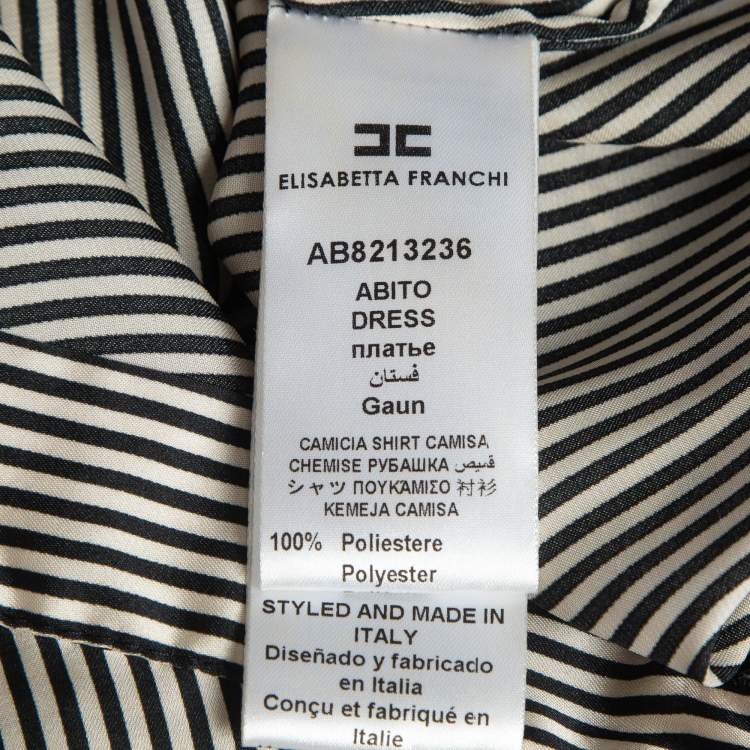 ELISABETTA FRANCHI
AB8213236
ABITO
DRESS
платье
فستان
Gaun
CAMICIA SHIRT CAMISA
CHEMISE РУБАШКА قميص
シャツ ΠΟΥΚΆΜΙΣΟ 衬衫
KEMEJA CAMISA
100% Poliestere
Polyester
STYLED AND MADE IN
ITALY
Diseñado y fabricado
en Italia
Conçu et fabriqué en
Italie